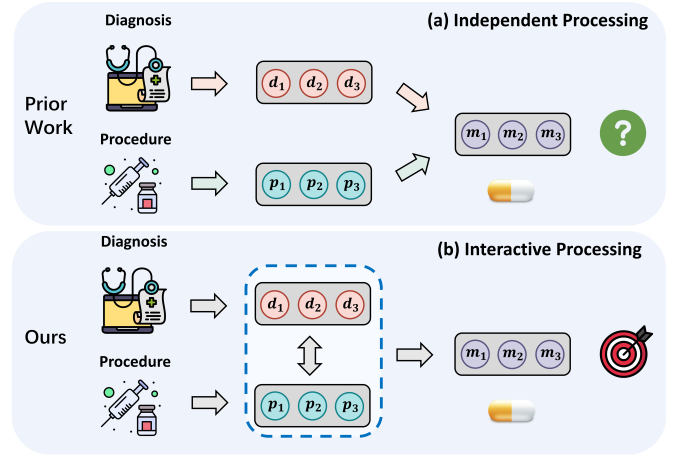 Diagnosis
(a) Independent Processing
Prior
Work
d1 d2 d3
m1 m2 m3
?
Procedure
p1 p2 p3
Diagnosis
(b) Interactive Processing
d1 d2 d3
Ours
m1 m2 m3
Procedure
p1 p2 p3